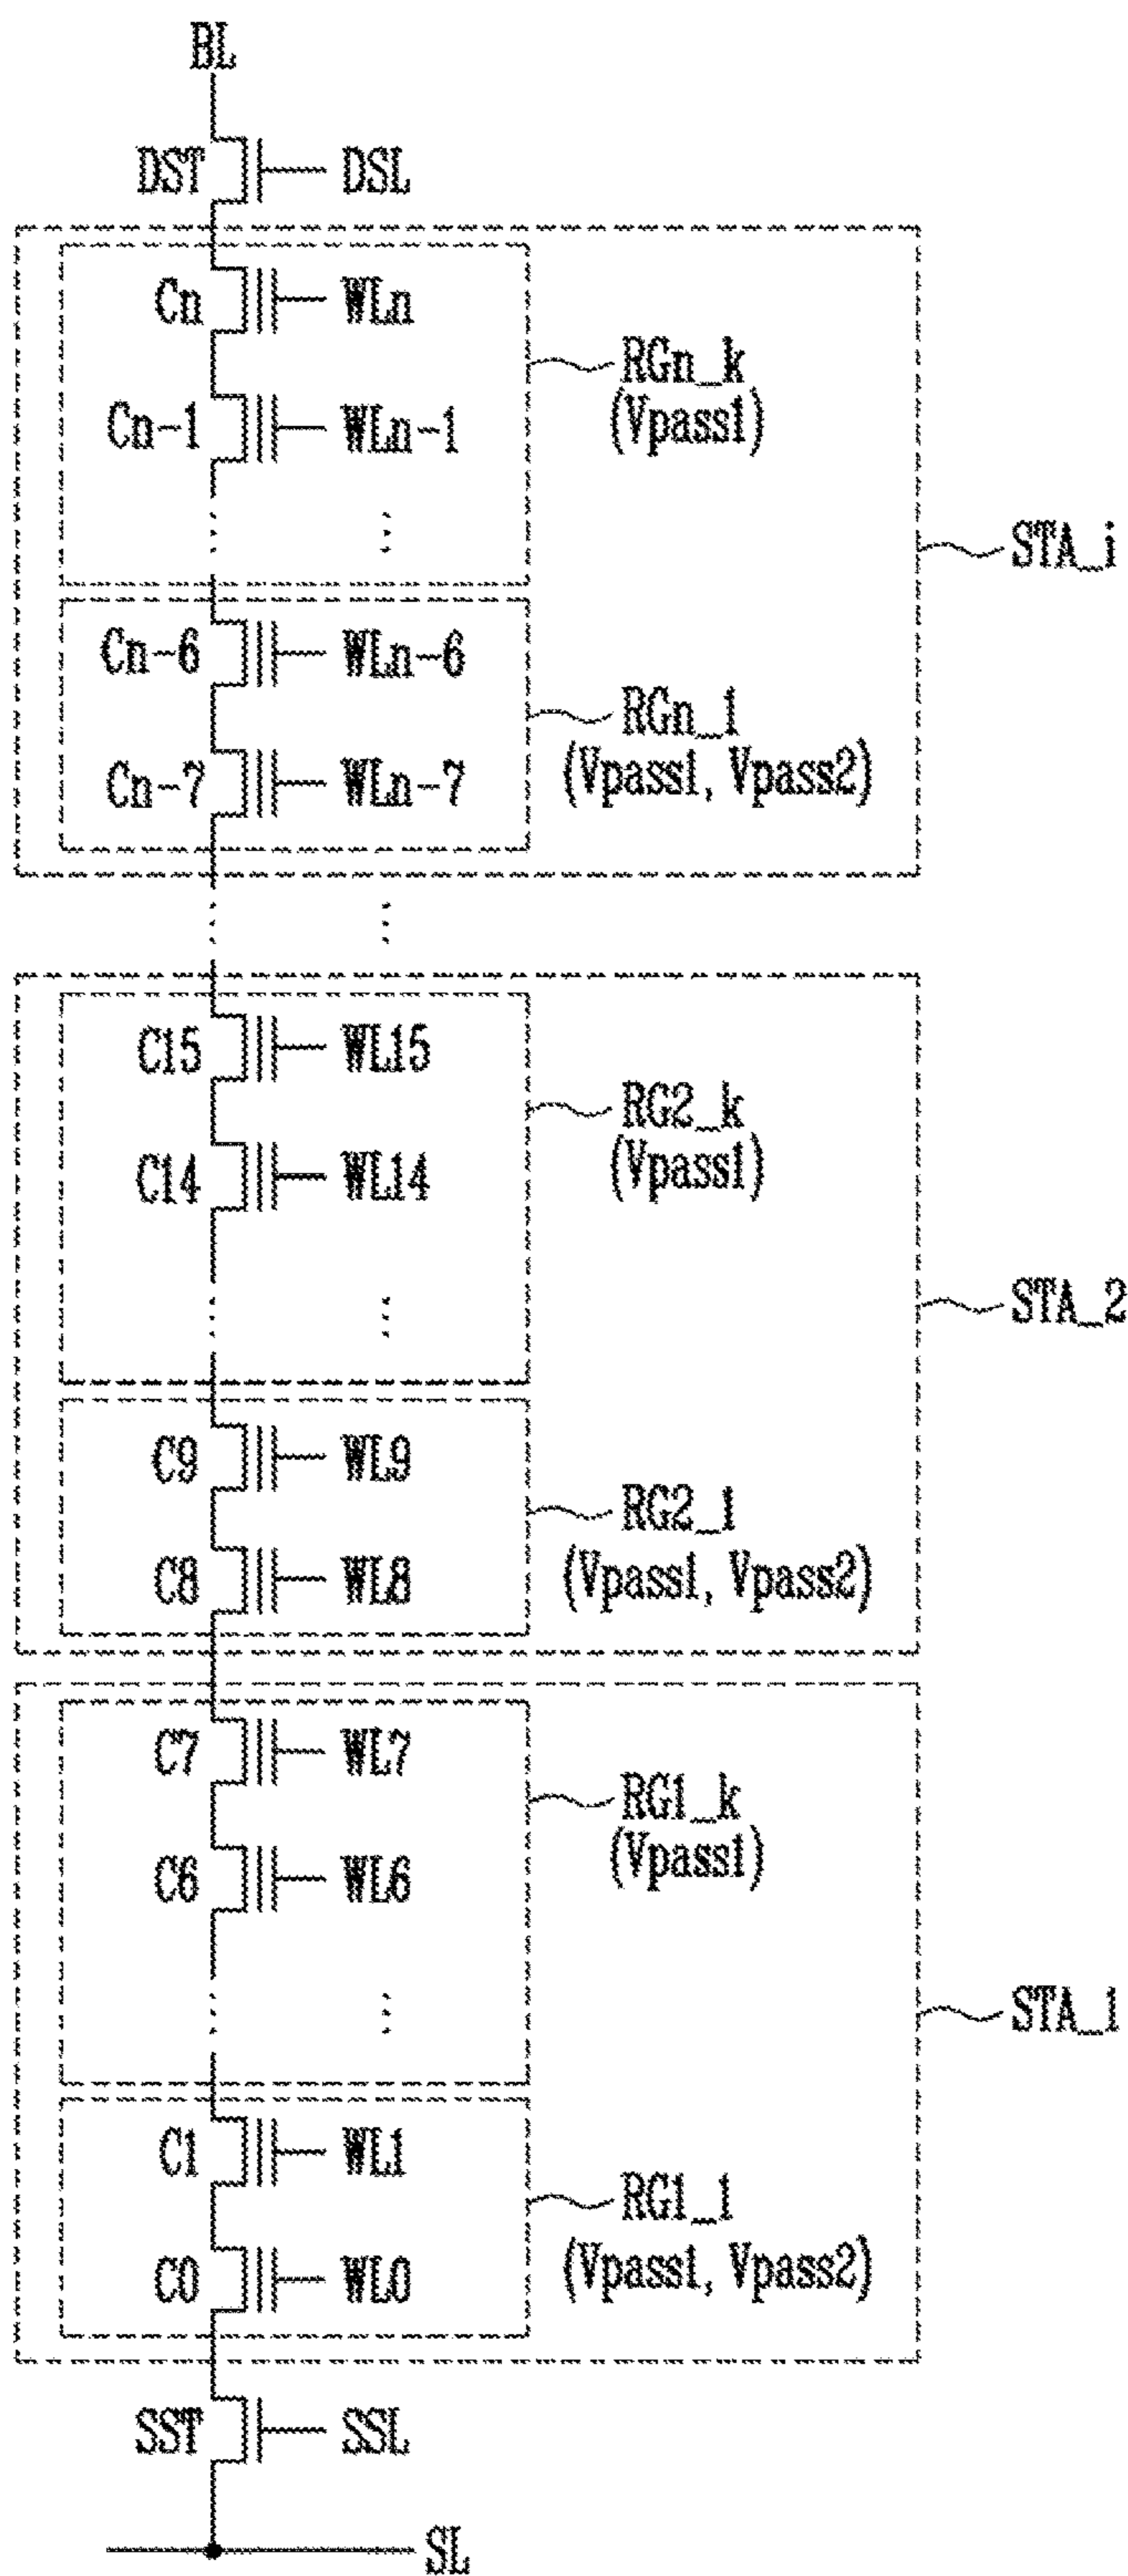 BL
DST DSL
Cn WLn
RGn_k
(Vpass1)
Cn-1 WLn-1
STA_i
Cn-6 WLn-6
RGn_1
(Vpass1, Vpass2)
Cn-7 WLn-7
C15 WL15
RG2_k
(Vpass1)
C14 WL14
STA_2
C9 WL9
RG2_1
(Vpass1, Vpass2)
C8 WL8
C7 WL7
RG1_k
(Vpass1)
C6 WL6
STA_1
C1 WL1
RG1_1
(Vpass1, Vpass2)
C0 WL0
SST SSL
SL